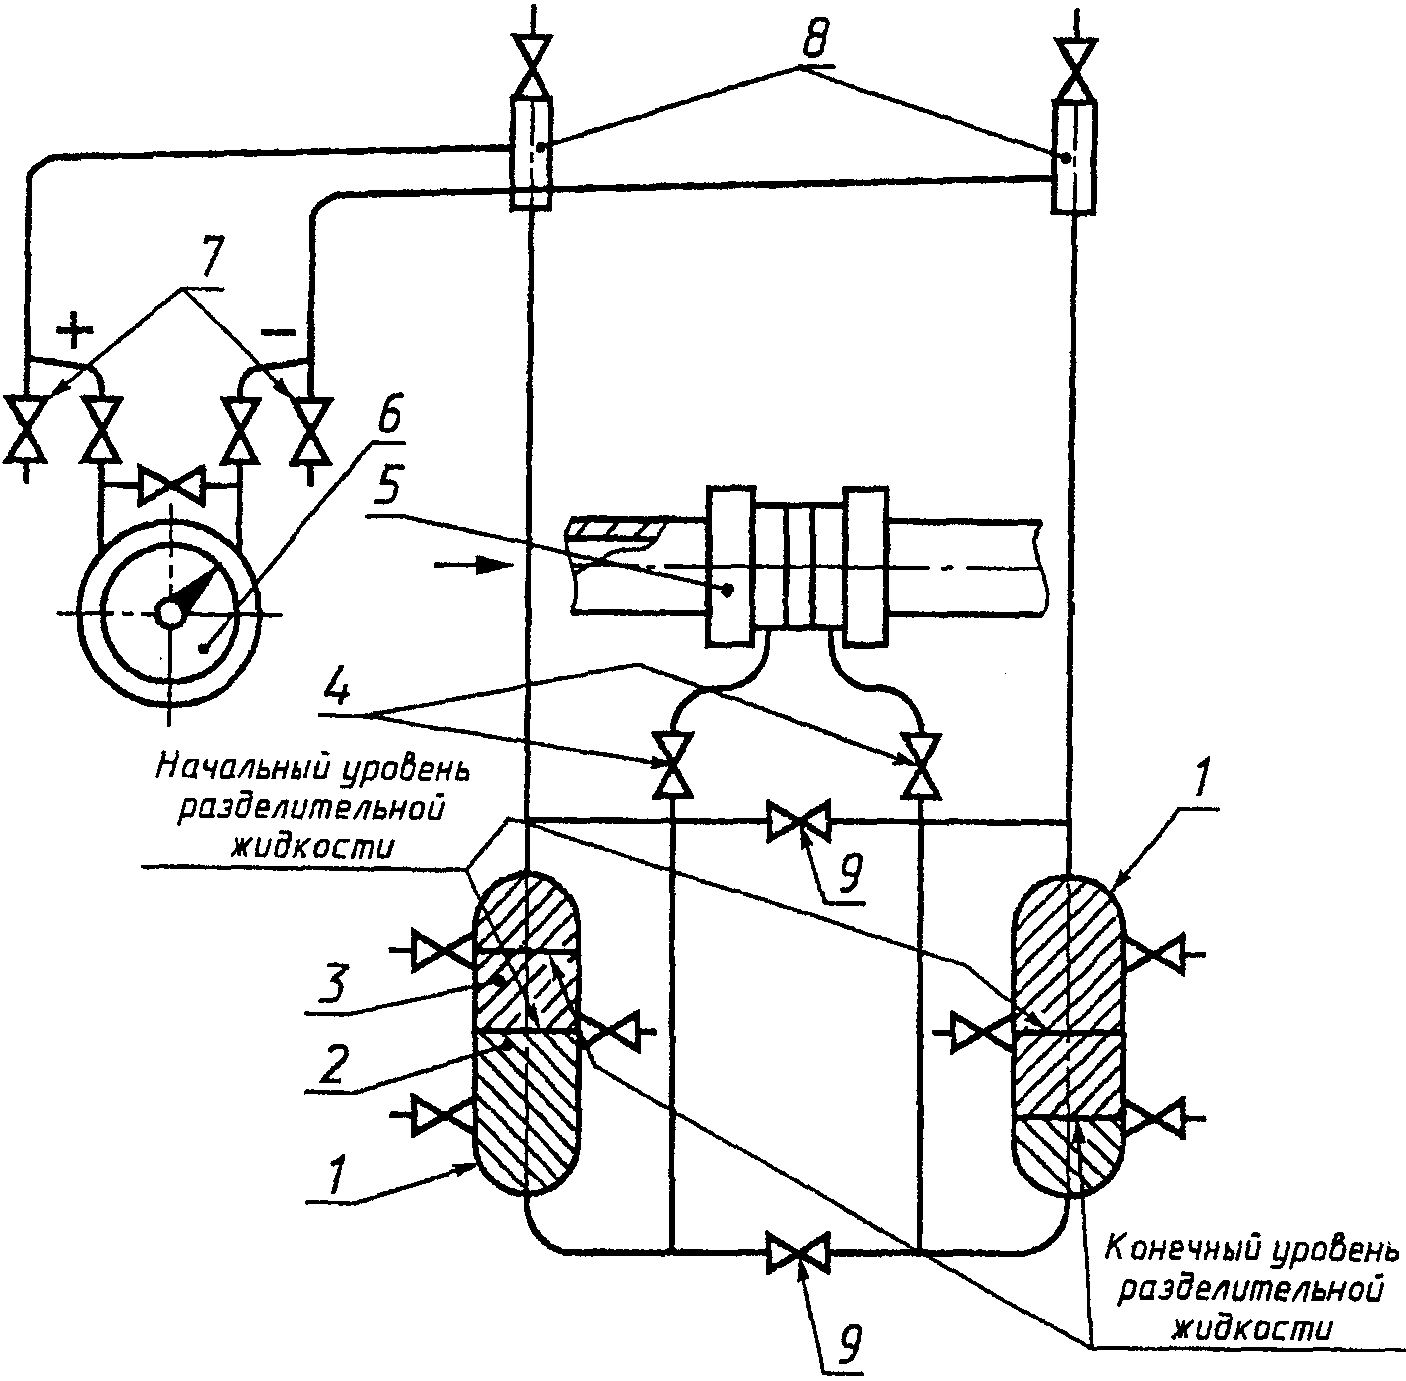 8
7
+
−
6
5
4
Начальный уровень
разделительной
жидкости
1
9
3
2
1
Конечный уровень
разделительной
жидкости
9